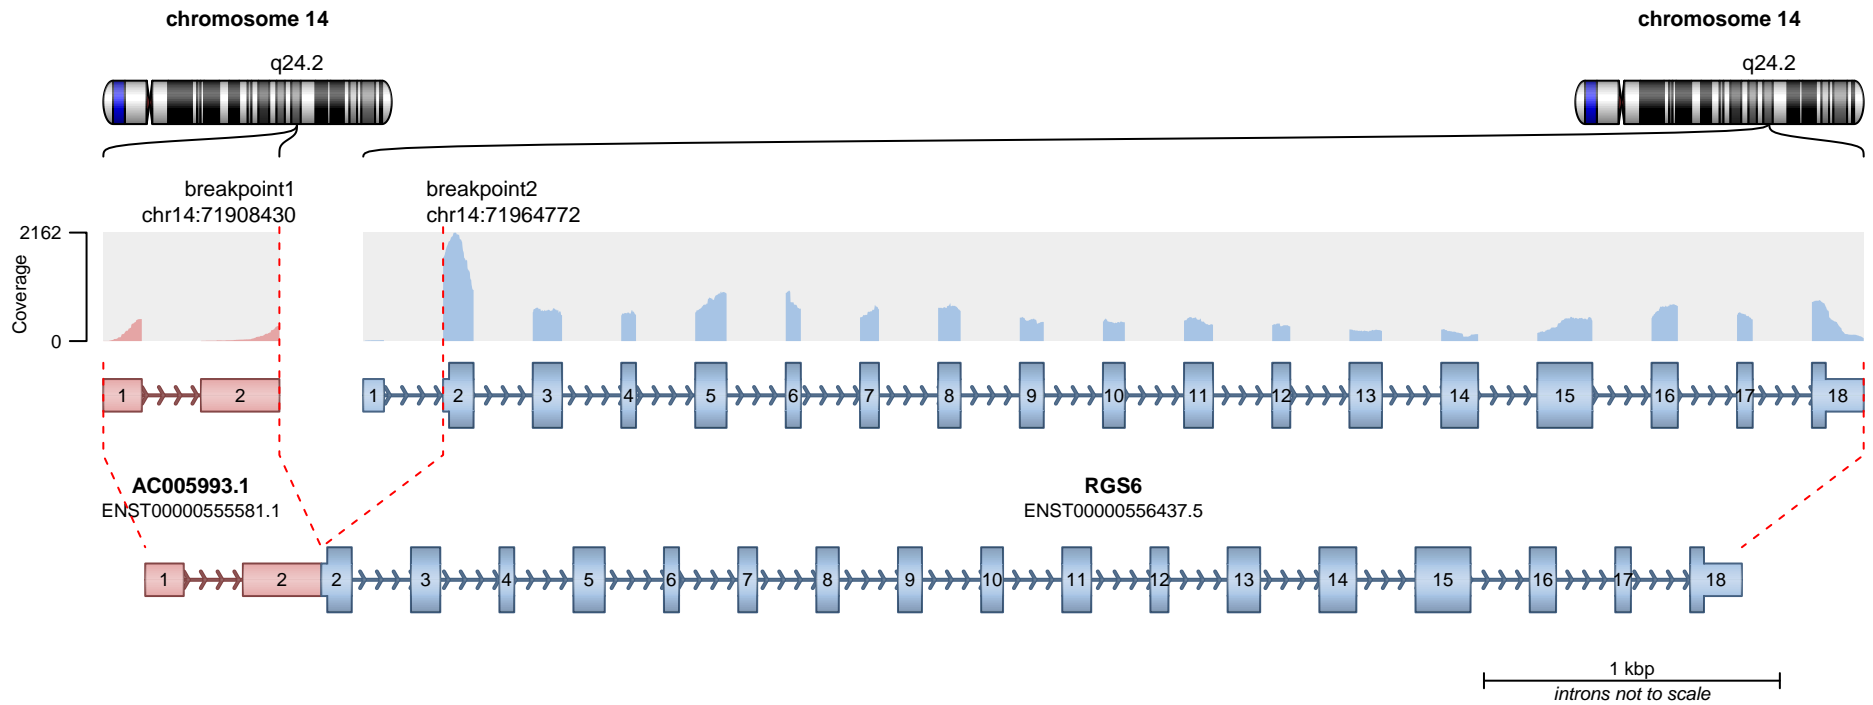 chromosome 14
chromosome 14
q24.2
q24.2
breakpoint1
chr14:71908430
breakpoint2
chr14:71964772
2162
Coverage
0
1 2 1 2 3 4 5 6 7 8 9 10 11 12 13 14 15 16 17 18
AC005993.1
ENST00000555581.1
RGS6
ENST00000556437.5
1 2 2 3 4 5 6 7 8 9 10 11 12 13 14 15 16 17 18
1 kbp
introns not to scale